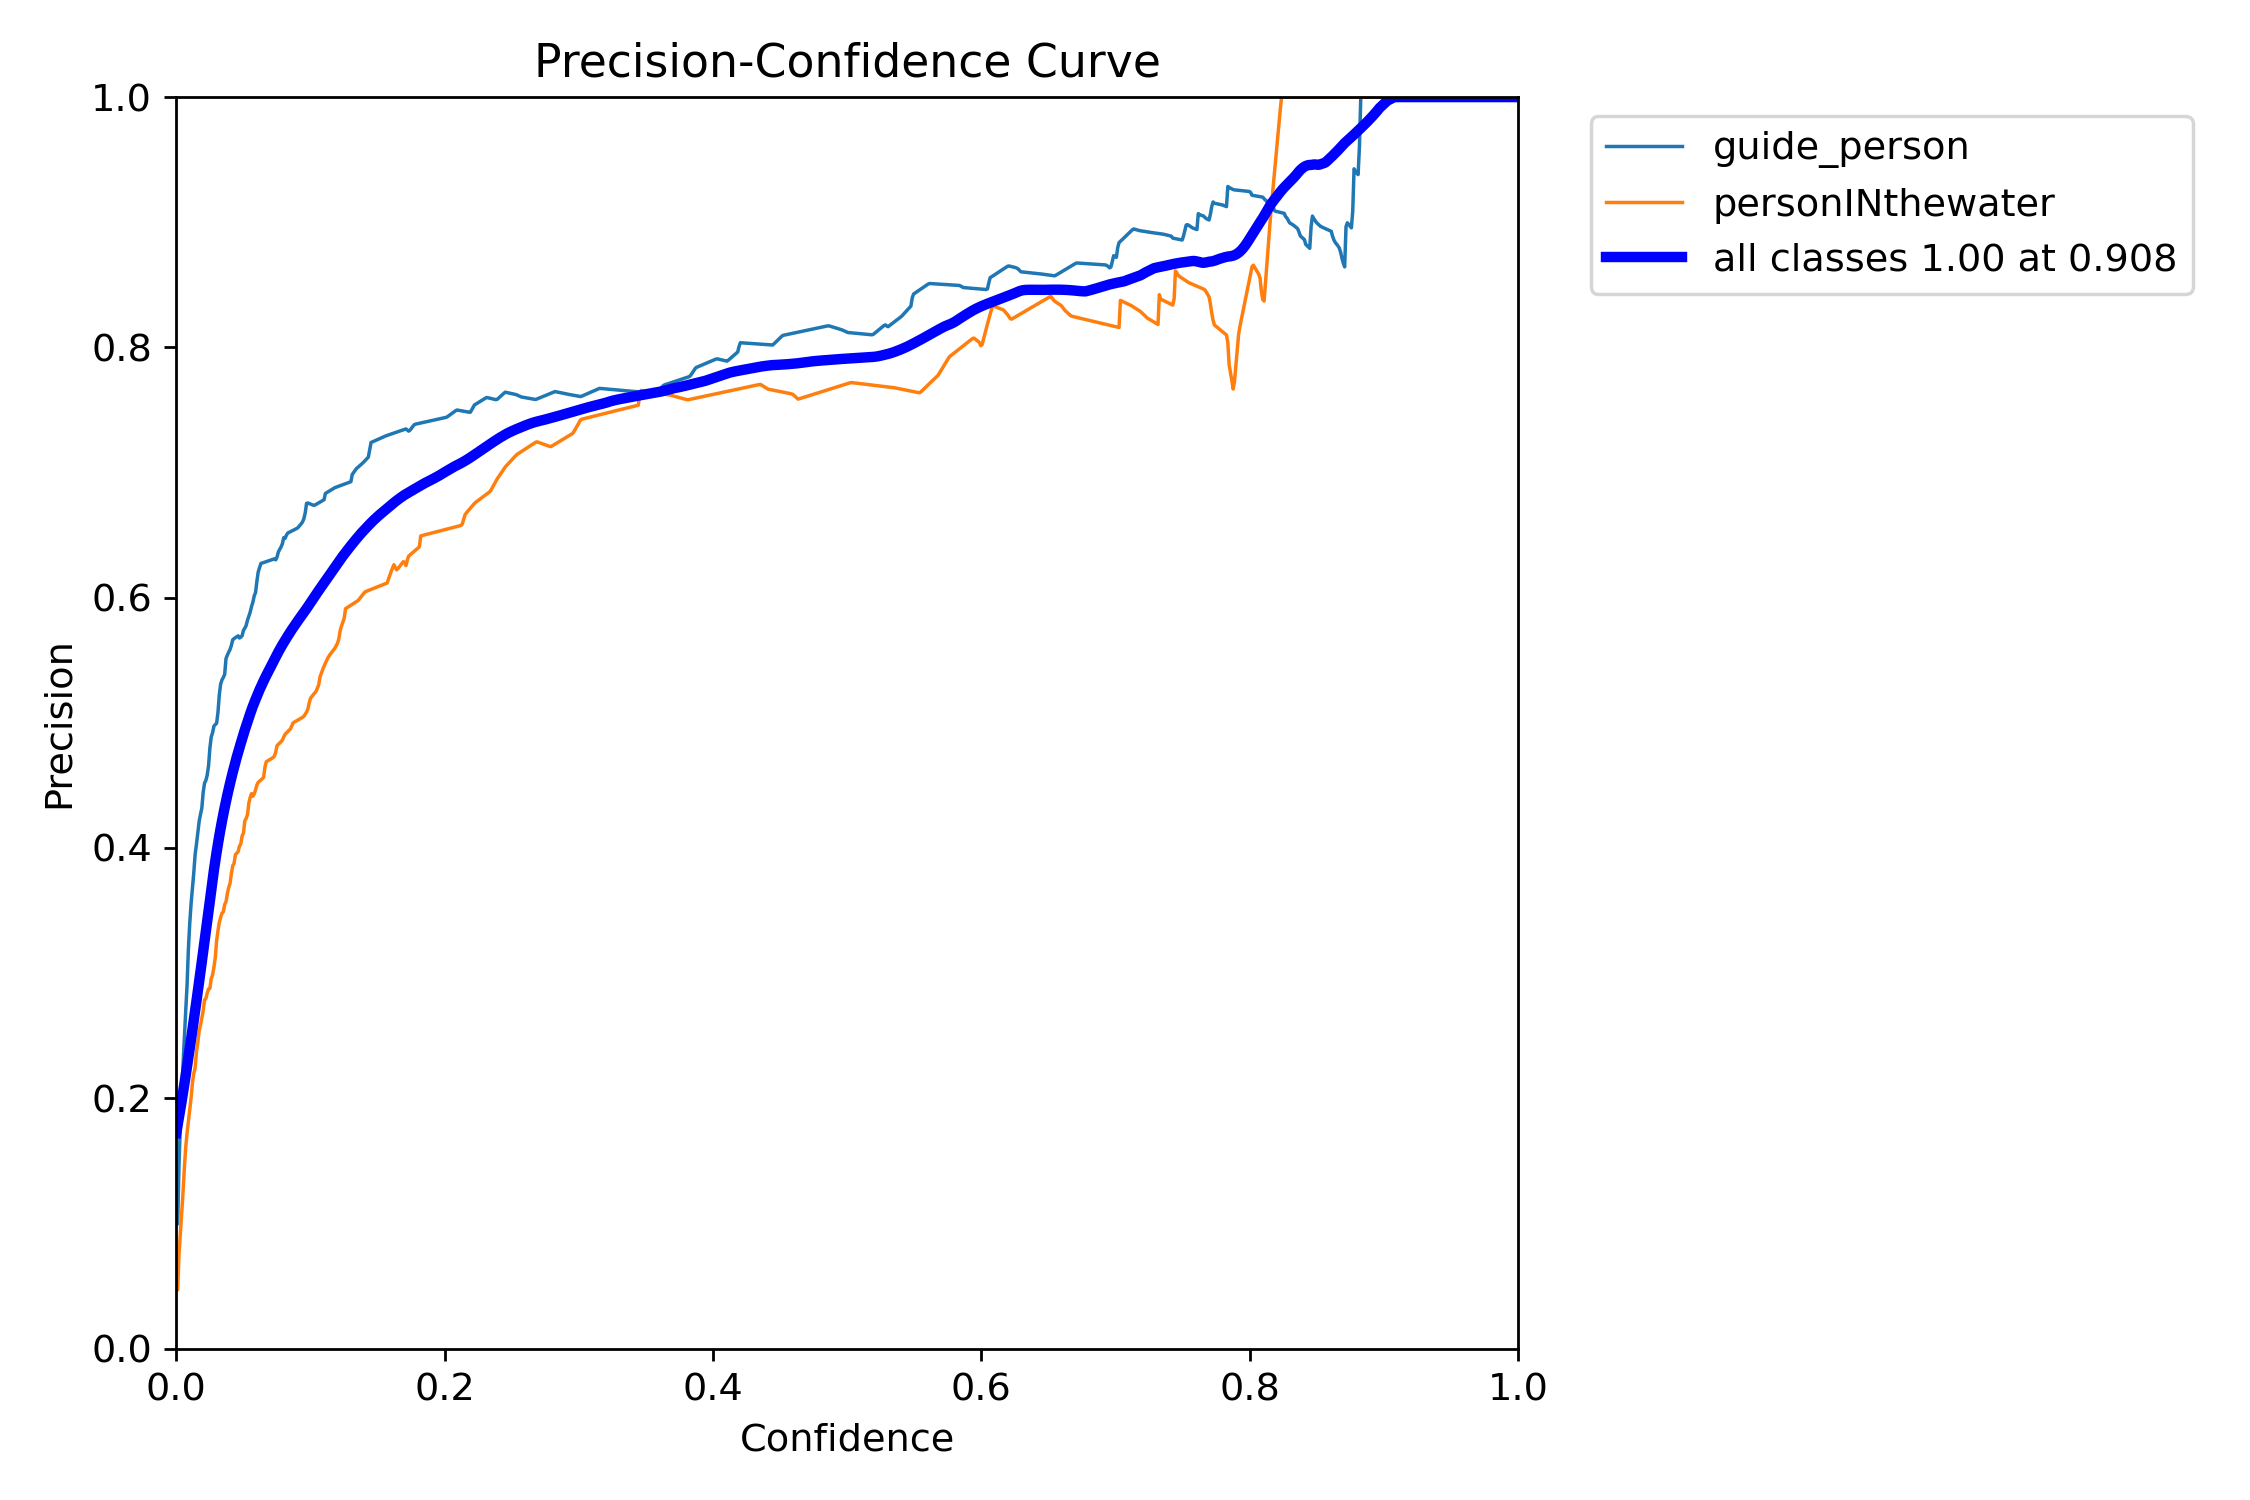 Precision-Confidence Curve
1.0
0.8
0.6
0.4
0.2
0.0
Precision
0.0 0.2 0.4 0.6 0.8 1.0
Confidence
guide_person
personINthewater
all classes 1.00 at 0.908